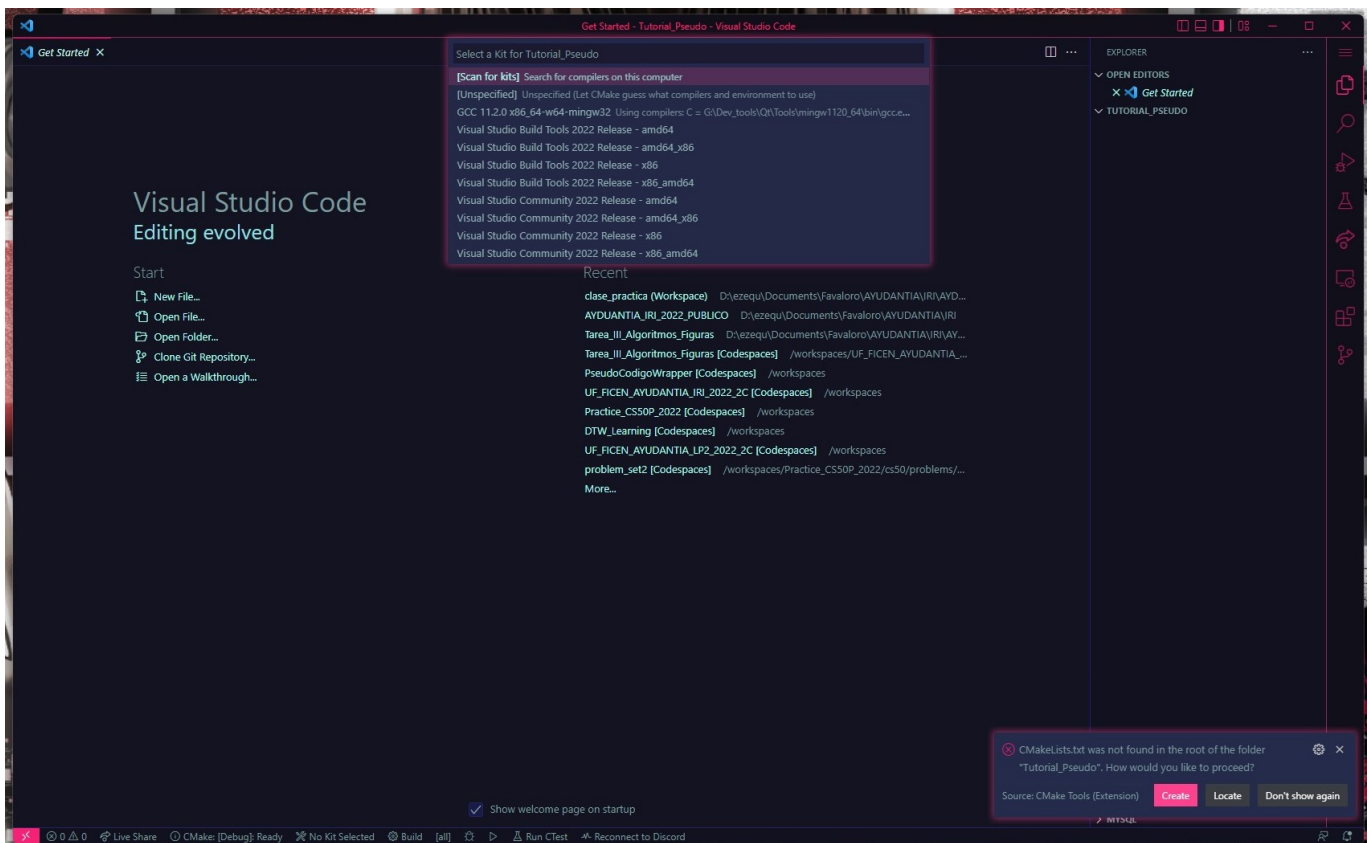 Get Started - Tutorial_Pseudo - Visual Studio Code
Get Started
Select a Kit for Tutorial_Pseudo
[Scan for kits] Search for compilers on this computer
[Unspecified] Unspecified (Let CMake guess what compilers and environment to use)
GCC 11.2.0 x86_64-w64-mingw32 Using compilers: C = G:\Dev_tools\Qt\Tools\mingw1120_64\bin\gcc.e...
Visual Studio Build Tools 2022 Release - amd64
Visual Studio Build Tools 2022 Release - amd64_x86
Visual Studio Build Tools 2022 Release - x86
Visual Studio Build Tools 2022 Release - x86_amd64
Visual Studio Community 2022 Release - amd64
Visual Studio Community 2022 Release - amd64_x86
Visual Studio Community 2022 Release - x86
Visual Studio Community 2022 Release - x86_amd64
Visual Studio Code
Editing evolved
Start
New File...
Open File...
Open Folder...
Clone Git Repository...
Open a Walkthrough...
Recent
clase_practica (Workspace) D:\ezequ\Documents\Favaloro\AYUDANTIA\IRI\AYD...
AYDUANTIA_IRI_2022_PUBLICO D:\ezequ\Documents\Favaloro\AYUDANTIA\IRI
Tarea_III_Algoritmos_Figuras D:\ezequ\Documents\Favaloro\AYUDANTIA\IRI\AY...
Tarea_III_Algoritmos_Figuras [Codespaces] /workspaces/UF_FICEN_AYUDANTIA_...
PseudoCodigoWrapper [Codespaces] /workspaces
UF_FICEN_AYUDANTIA_IRI_2022_2C [Codespaces] /workspaces
Practice_CS50P_2022 [Codespaces] /workspaces
DTW_Learning [Codespaces] /workspaces
UF_FICEN_AYUDANTIA_LP2_2022_2C [Codespaces] /workspaces
problem_set2 [Codespaces] /workspaces/Practice_CS50P_2022/cs50/problems/...
More...
Show welcome page on startup
EXPLORER
OPEN EDITORS
Get Started
TUTORIAL_PSEUDO
CMakeLists.txt was not found in the root of the folder
"Tutorial_Pseudo". How would you like to proceed?
Source: CMake Tools (Extension) Create Locate Don't show again
MYSQL
0 0 Live Share CMake: [Debug]: Ready No Kit Selected Build [all] Run CTest Reconnect to Discord